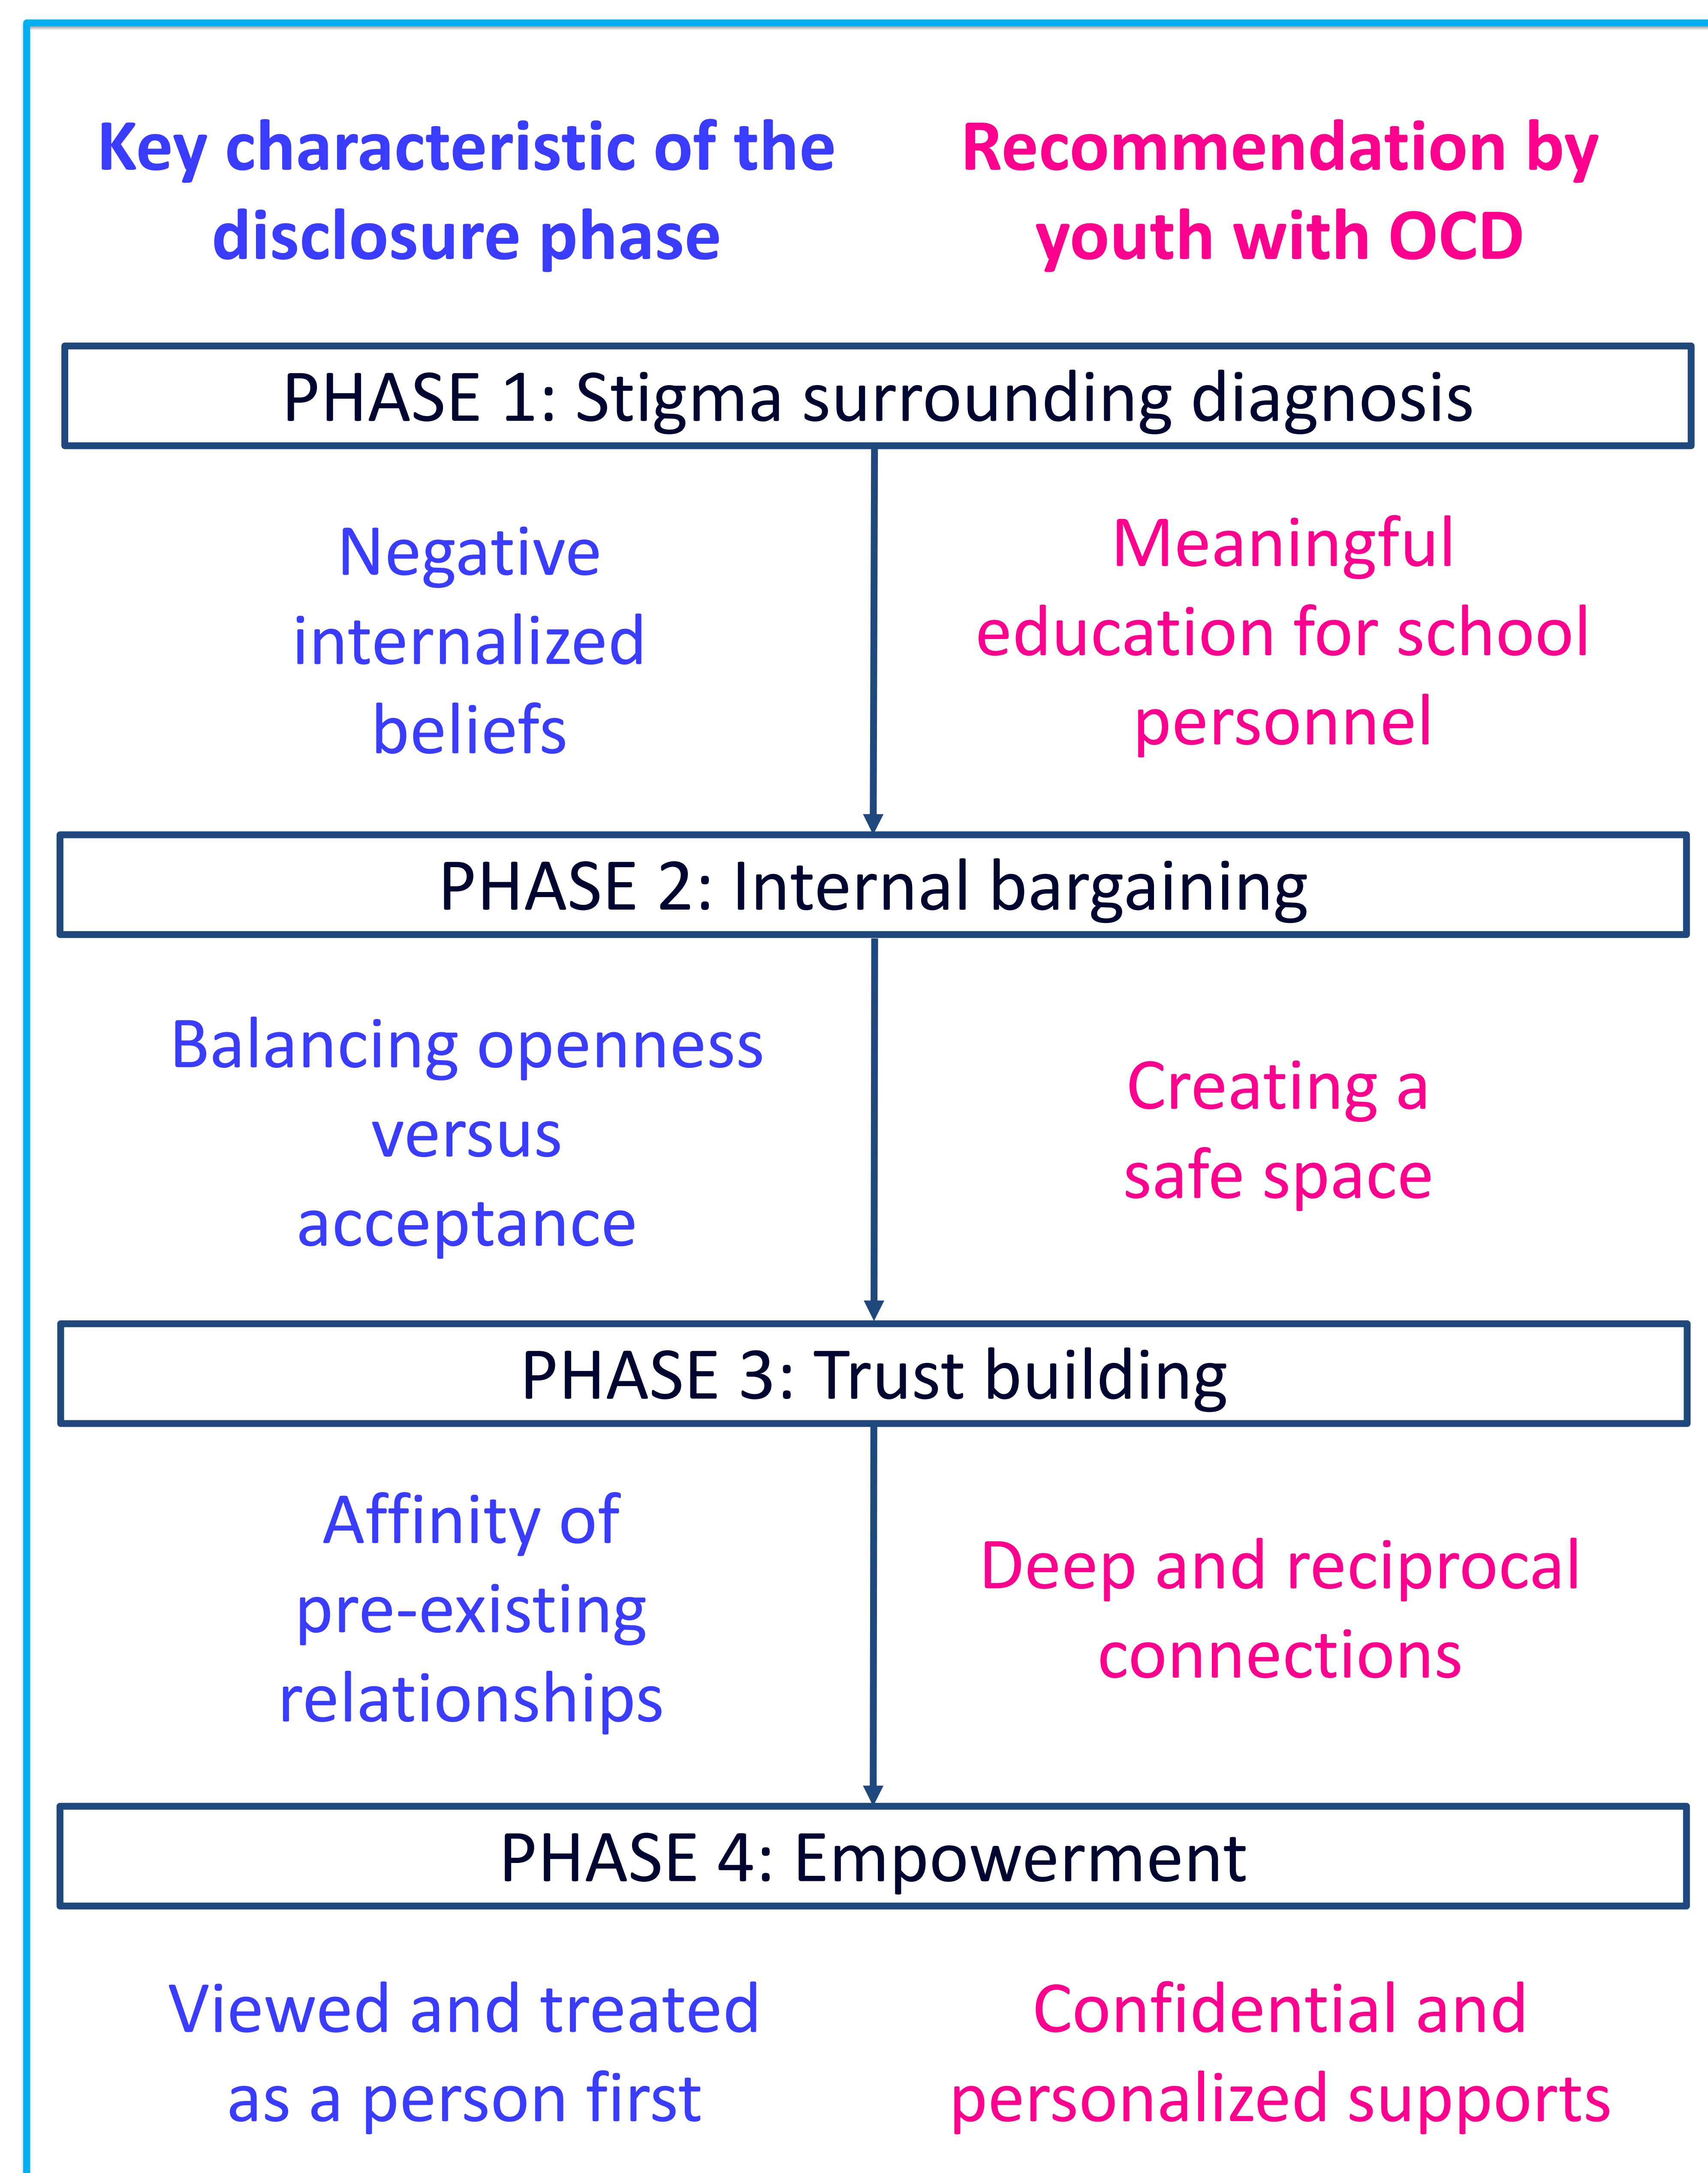 Key characteristic of the
disclosure phase
Recommendation by
youth with OCD
PHASE 1: Stigma surrounding diagnosis
Negative
internalized
beliefs
Meaningful
education for school
personnel
PHASE 2: Internal bargaining
Balancing openness
versus
acceptance
Creating a
safe space
PHASE 3: Trust building
Affinity of
pre-existing
relationships
Deep and reciprocal
connections
PHASE 4: Empowerment
Viewed and treated
as a person first
Confidential and
personalized supports